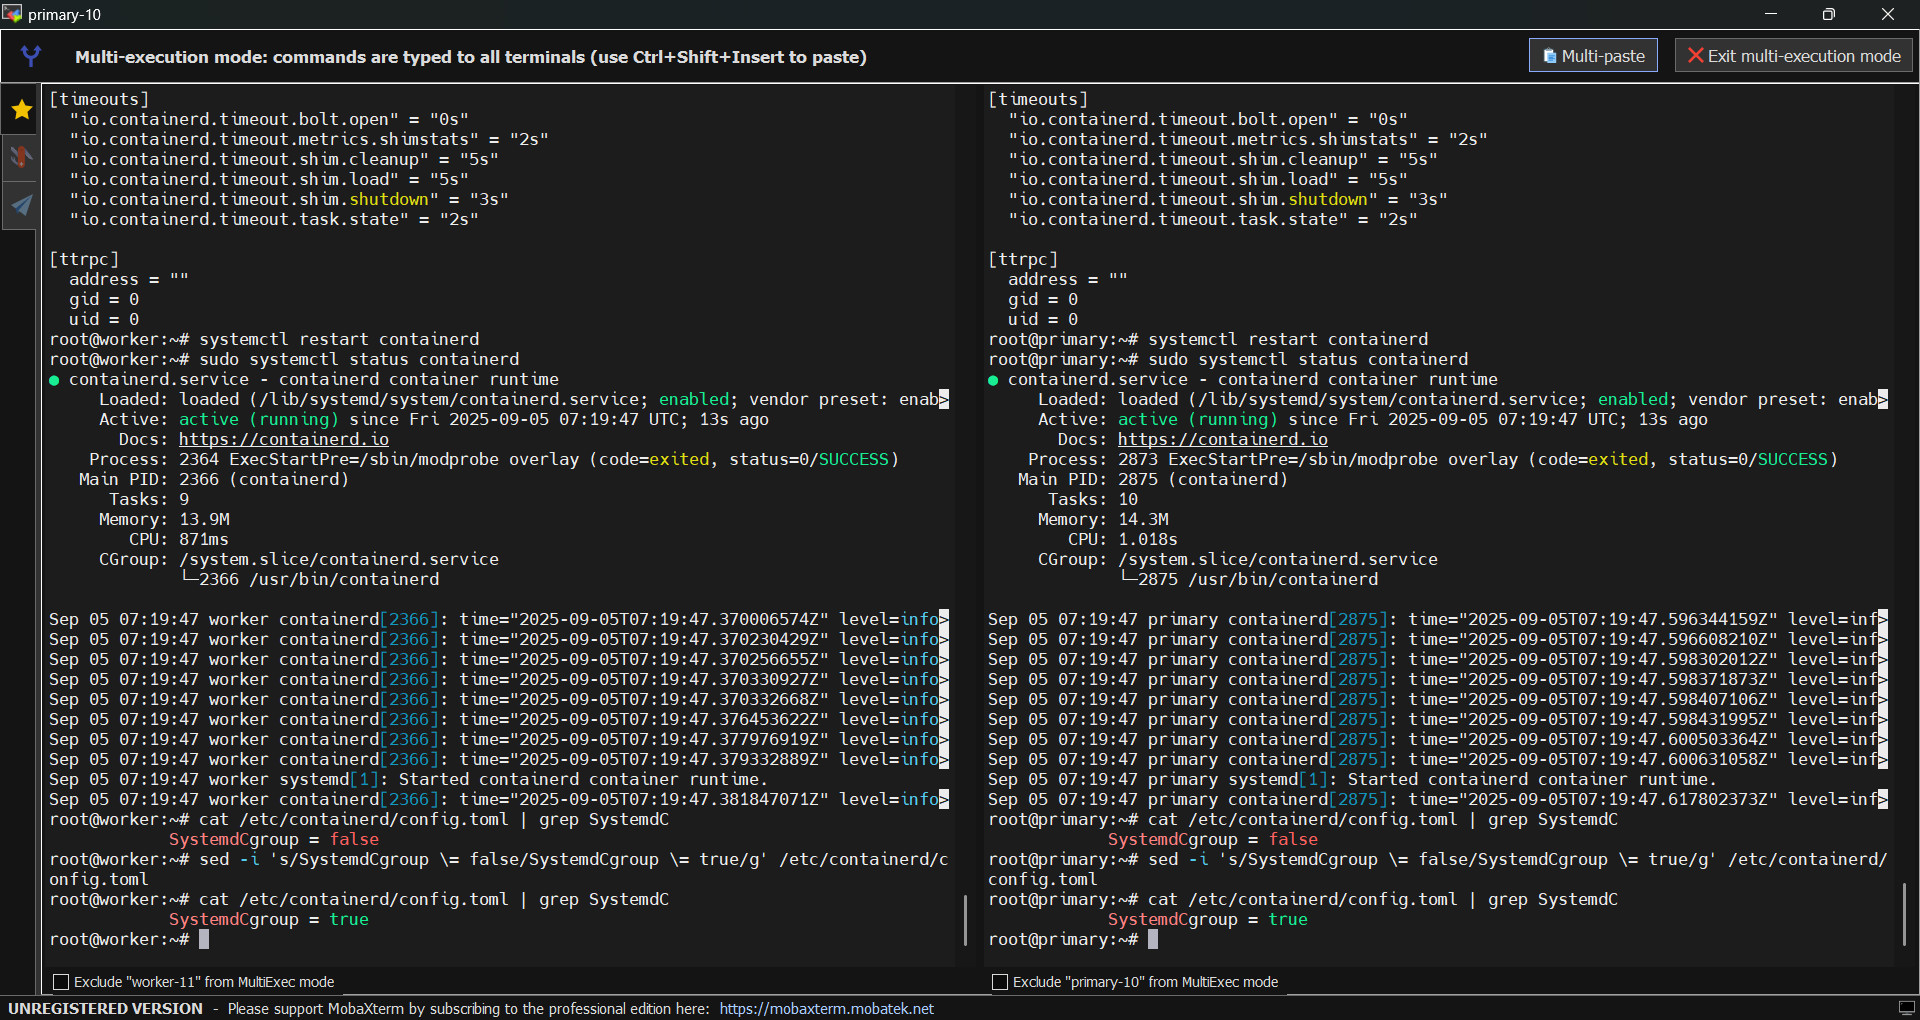 primary-10
Multi-execution mode: commands are typed to all terminals (use Ctrl+Shift+Insert to paste)
Multi-paste
Exit multi-execution mode
[timeouts]
"io.containerd.timeout.bolt.open" = "0s"
"io.containerd.timeout.metrics.shimstats" = "2s"
"io.containerd.timeout.shim.cleanup" = "5s"
"io.containerd.timeout.shim.load" = "5s"
"io.containerd.timeout.shim.shutdown" = "3s"
"io.containerd.timeout.task.state" = "2s"
[ttrpc]
address = ""
gid = 0
uid = 0
root@worker:~# systemctl restart containerd
root@worker:~# sudo systemctl status containerd
● containerd.service - containerd container runtime
Loaded: loaded (/lib/systemd/system/containerd.service; enabled; vendor preset: enab>
Active: active (running) since Fri 2025-09-05 07:19:47 UTC; 13s ago
Docs: https://containerd.io
Process: 2364 ExecStartPre=/sbin/modprobe overlay (code=exited, status=0/SUCCESS)
Main PID: 2366 (containerd)
Tasks: 9
Memory: 13.9M
CPU: 871ms
CGroup: /system.slice/containerd.service
└─2366 /usr/bin/containerd
Sep 05 07:19:47 worker containerd[2366]: time="2025-09-05T07:19:47.370006574Z" level=info>
Sep 05 07:19:47 worker containerd[2366]: time="2025-09-05T07:19:47.370230429Z" level=info>
Sep 05 07:19:47 worker containerd[2366]: time="2025-09-05T07:19:47.370256655Z" level=info>
Sep 05 07:19:47 worker containerd[2366]: time="2025-09-05T07:19:47.370330927Z" level=info>
Sep 05 07:19:47 worker containerd[2366]: time="2025-09-05T07:19:47.370332668Z" level=info>
Sep 05 07:19:47 worker containerd[2366]: time="2025-09-05T07:19:47.376453622Z" level=info>
Sep 05 07:19:47 worker containerd[2366]: time="2025-09-05T07:19:47.377976919Z" level=info>
Sep 05 07:19:47 worker containerd[2366]: time="2025-09-05T07:19:47.379332889Z" level=info>
Sep 05 07:19:47 worker systemd[1]: Started containerd container runtime.
Sep 05 07:19:47 worker containerd[2366]: time="2025-09-05T07:19:47.381847071Z" level=info>
root@worker:~# cat /etc/containerd/config.toml | grep SystemdC
SystemdCgroup = false
root@worker:~# sed -i 's/SystemdCgroup \= false/SystemdCgroup \= true/g' /etc/containerd/c
onfig.toml
root@worker:~# cat /etc/containerd/config.toml | grep SystemdC
SystemdCgroup = true
root@worker:~#
Exclude "worker-11" from MultiExec mode
[timeouts]
"io.containerd.timeout.bolt.open" = "0s"
"io.containerd.timeout.metrics.shimstats" = "2s"
"io.containerd.timeout.shim.cleanup" = "5s"
"io.containerd.timeout.shim.load" = "5s"
"io.containerd.timeout.shim.shutdown" = "3s"
"io.containerd.timeout.task.state" = "2s"
[ttrpc]
address = ""
gid = 0
uid = 0
root@primary:~# systemctl restart containerd
root@primary:~# sudo systemctl status containerd
● containerd.service - containerd container runtime
Loaded: loaded (/lib/systemd/system/containerd.service; enabled; vendor preset: enab>
Active: active (running) since Fri 2025-09-05 07:19:47 UTC; 13s ago
Docs: https://containerd.io
Process: 2873 ExecStartPre=/sbin/modprobe overlay (code=exited, status=0/SUCCESS)
Main PID: 2875 (containerd)
Tasks: 10
Memory: 14.3M
CPU: 1.018s
CGroup: /system.slice/containerd.service
└─2875 /usr/bin/containerd
Sep 05 07:19:47 primary containerd[2875]: time="2025-09-05T07:19:47.596344159Z" level=inf>
Sep 05 07:19:47 primary containerd[2875]: time="2025-09-05T07:19:47.596608210Z" level=inf>
Sep 05 07:19:47 primary containerd[2875]: time="2025-09-05T07:19:47.598302012Z" level=inf>
Sep 05 07:19:47 primary containerd[2875]: time="2025-09-05T07:19:47.598371873Z" level=inf>
Sep 05 07:19:47 primary containerd[2875]: time="2025-09-05T07:19:47.598407106Z" level=inf>
Sep 05 07:19:47 primary containerd[2875]: time="2025-09-05T07:19:47.598431995Z" level=inf>
Sep 05 07:19:47 primary containerd[2875]: time="2025-09-05T07:19:47.600503364Z" level=inf>
Sep 05 07:19:47 primary containerd[2875]: time="2025-09-05T07:19:47.600631058Z" level=inf>
Sep 05 07:19:47 primary systemd[1]: Started containerd container runtime.
Sep 05 07:19:47 primary containerd[2875]: time="2025-09-05T07:19:47.617802373Z" level=inf>
root@primary:~# cat /etc/containerd/config.toml | grep SystemdC
SystemdCgroup = false
root@primary:~# sed -i 's/SystemdCgroup \= false/SystemdCgroup \= true/g' /etc/containerd/
config.toml
root@primary:~# cat /etc/containerd/config.toml | grep SystemdC
SystemdCgroup = true
root@primary:~#
Exclude "primary-10" from MultiExec mode
UNREGISTERED VERSION - Please support MobaXterm by subscribing to the professional edition here: https://mobaxterm.mobatek.net